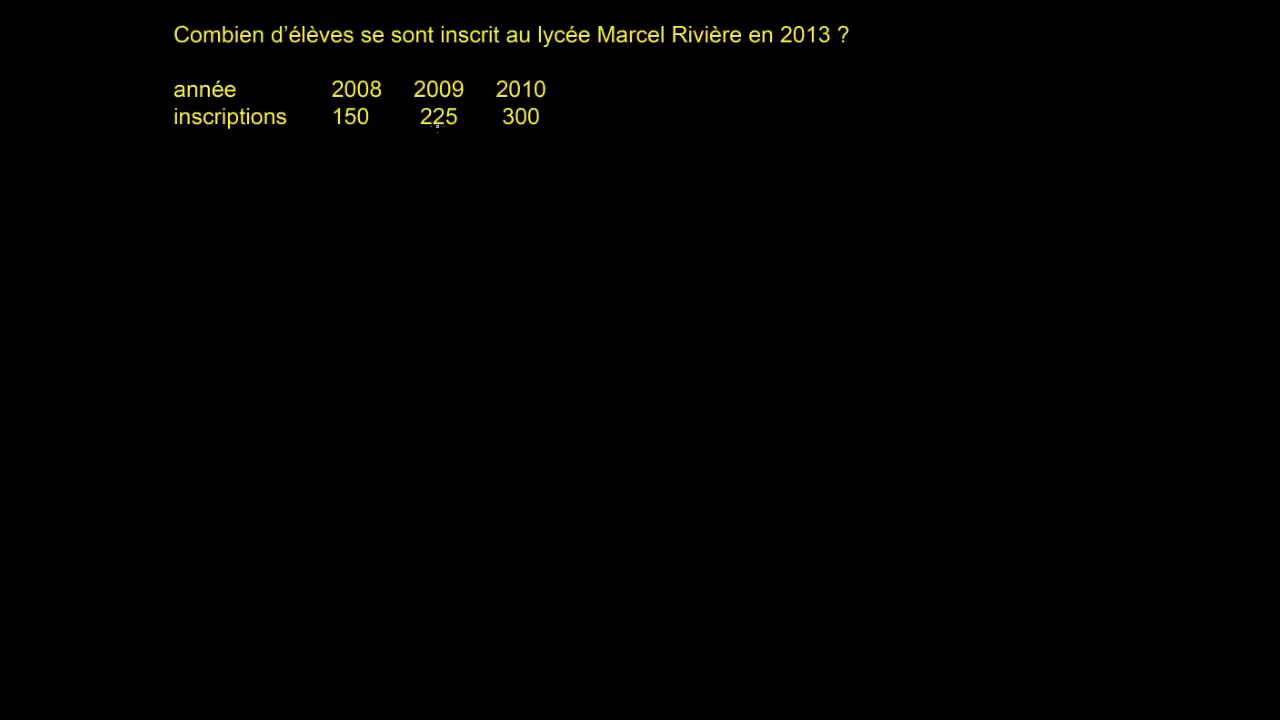 Combien d’élèves se sont inscrit au lycée Marcel Rivière en 2013 ?
année 2008 2009 2010
inscriptions 150 225 300